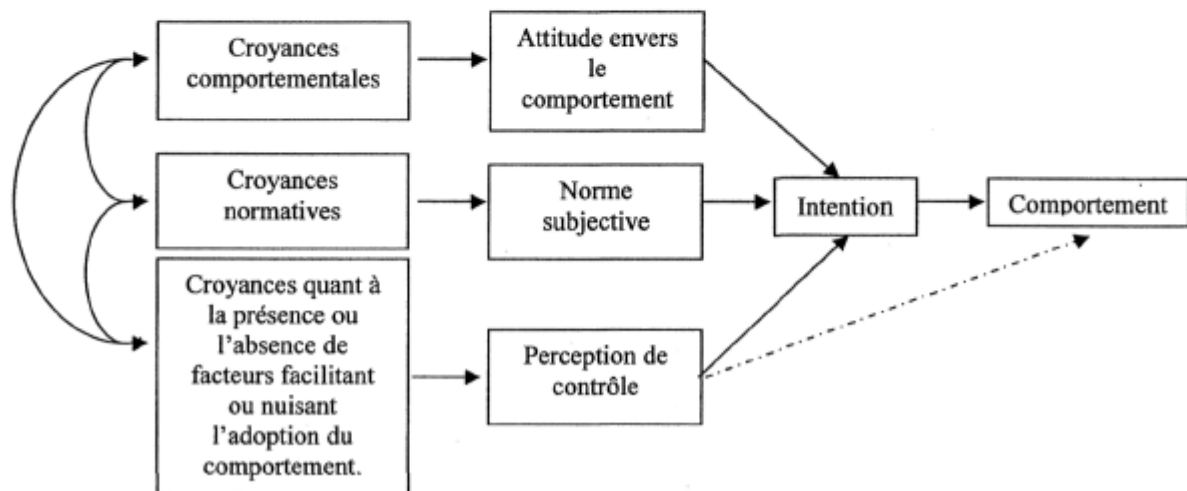 Croyances
comportementales
Attitude envers
le
comportement
Croyances
normatives
Norme
subjective
Intention
Comportement
Croyances quant à
la présence ou
l'absence de
facteurs facilitant
ou nuisant
l'adoption du
comportement.
Perception de
contrôle